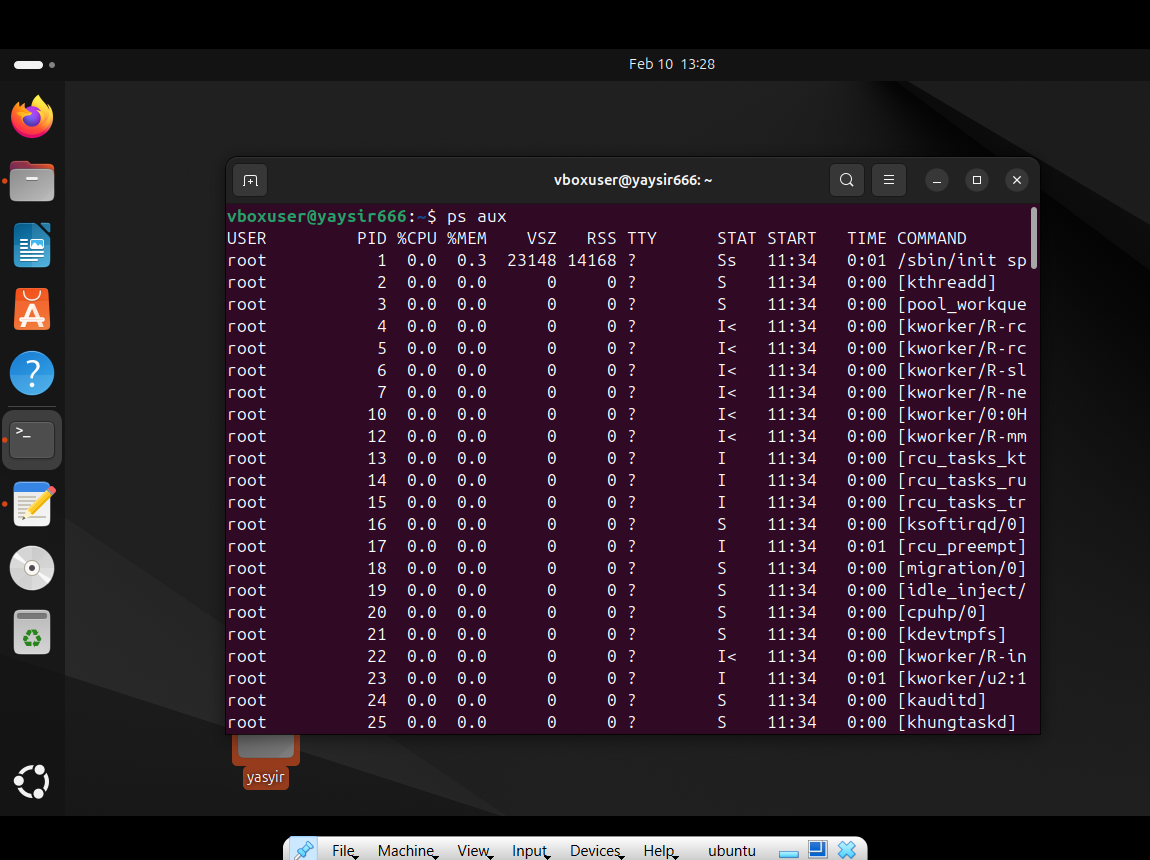 Feb 10 13:28
vboxuser@yaysir666: ~
vboxuser@yaysir666:~$ ps aux
USER PID %CPU %MEM VSZ RSS TTY STAT START TIME COMMAND
root 1 0.0 0.3 23148 14168 ? Ss 11:34 0:01 /sbin/init sp
root 2 0.0 0.0 0 0 ? S 11:34 0:00 [kthreadd]
root 3 0.0 0.0 0 0 ? S 11:34 0:00 [pool_workque
root 4 0.0 0.0 0 0 ? I< 11:34 0:00 [kworker/R-rc
root 5 0.0 0.0 0 0 ? I< 11:34 0:00 [kworker/R-rc
root 6 0.0 0.0 0 0 ? I< 11:34 0:00 [kworker/R-sl
root 7 0.0 0.0 0 0 ? I< 11:34 0:00 [kworker/R-ne
root 10 0.0 0.0 0 0 ? I< 11:34 0:00 [kworker/0:0H
root 12 0.0 0.0 0 0 ? I< 11:34 0:00 [kworker/R-mm
root 13 0.0 0.0 0 0 ? I 11:34 0:00 [rcu_tasks_kt
root 14 0.0 0.0 0 0 ? I 11:34 0:00 [rcu_tasks_ru
root 15 0.0 0.0 0 0 ? I 11:34 0:00 [rcu_tasks_tr
root 16 0.0 0.0 0 0 ? S 11:34 0:00 [ksoftirqd/0]
root 17 0.0 0.0 0 0 ? I 11:34 0:01 [rcu_preempt]
root 18 0.0 0.0 0 0 ? S 11:34 0:00 [migration/0]
root 19 0.0 0.0 0 0 ? S 11:34 0:00 [idle_inject/
root 20 0.0 0.0 0 0 ? S 11:34 0:00 [cpuhp/0]
root 21 0.0 0.0 0 0 ? S 11:34 0:00 [kdevtmpfs]
root 22 0.0 0.0 0 0 ? I< 11:34 0:00 [kworker/R-in
root 23 0.0 0.0 0 0 ? I 11:34 0:01 [kworker/u2:1
root 24 0.0 0.0 0 0 ? S 11:34 0:00 [kauditd]
root 25 0.0 0.0 0 0 ? S 11:34 0:00 [khungtaskd]
yasyir
File Machine View Input Devices Help ubuntu